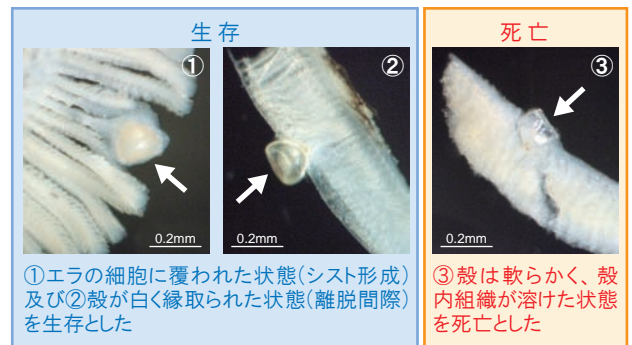 生存
①
②
0.2mm
0.2mm
①エラの細胞に覆われた状態(シスト形成)
及び②殻が白く縁取られた状態(離脱間際)
を生存とした
死亡
③
0.2mm
③殻は軟らかく、殻
内組織が溶けた状態
を死亡とした